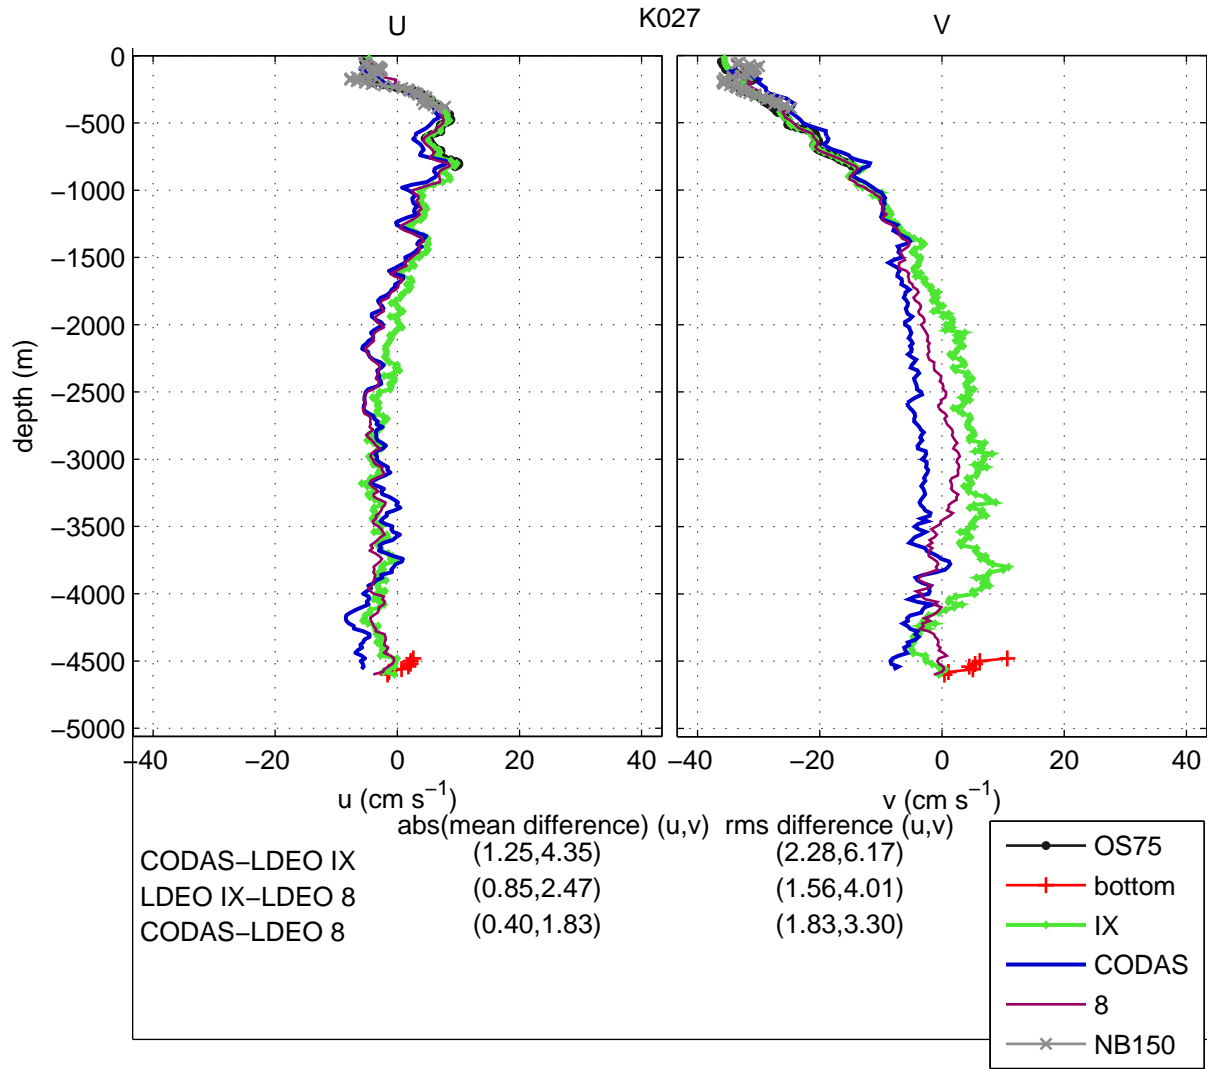 K027
U
V
depth (m)
0
−500
−1000
−1500
−2000
−2500
−3000
−3500
−4000
−4500
−5000
−40 −20 0 20 40
−40 −20 0 20 40
u (cm s−1)
v (cm s−1)
abs(mean difference) (u,v) rms difference (u,v)
CODAS−LDEO IX (1.25,4.35) (2.28,6.17)
LDEO IX−LDEO 8 (0.85,2.47) (1.56,4.01)
CODAS−LDEO 8 (0.40,1.83) (1.83,3.30)
OS75
bottom
IX
CODAS
8
NB150